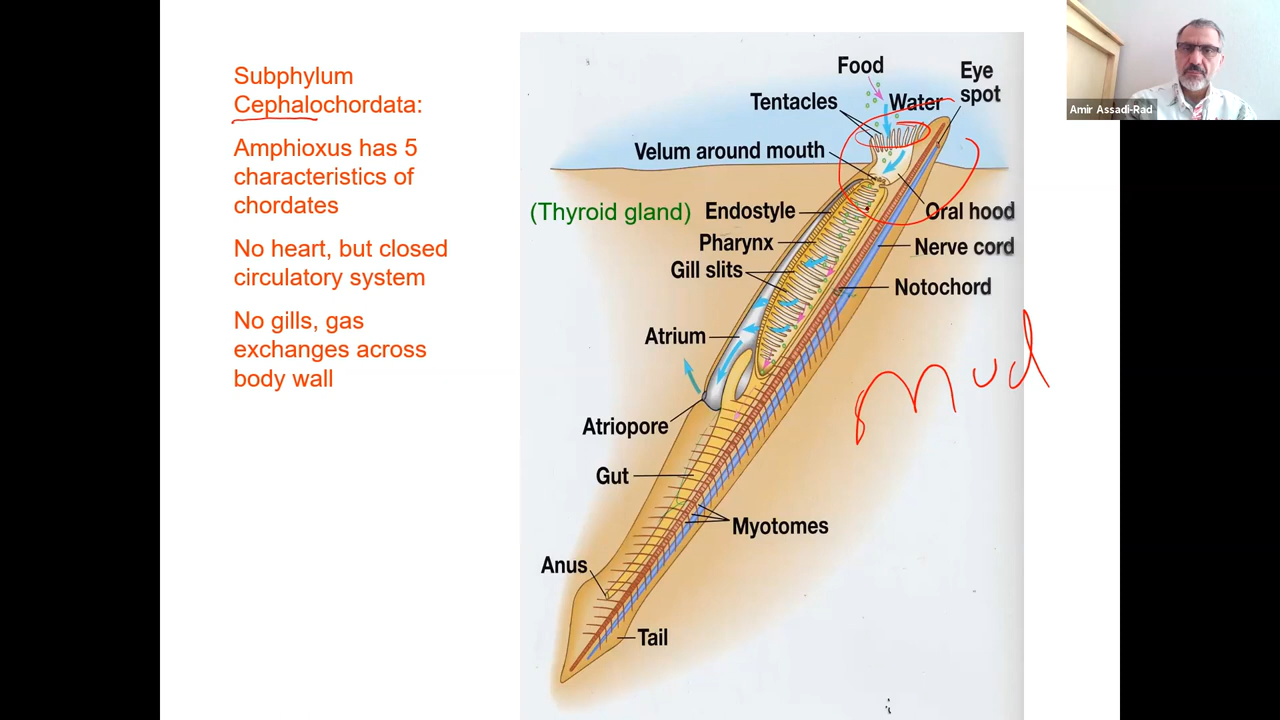 Subphylum
Cephalochordata:
Amphioxus has 5
characteristics of
chordates
No heart, but closed
circulatory system
No gills, gas
exchanges across
body wall
Food
Eye
spot
Tentacles
Water
Velum around mouth
(Thyroid gland)
Endostyle
Oral hood
Pharynx
Nerve cord
Gill slits
Notochord
Atrium
mud
Atriopore
Gut
Myotomes
Anus
Tail
Amir Assadi-Rad